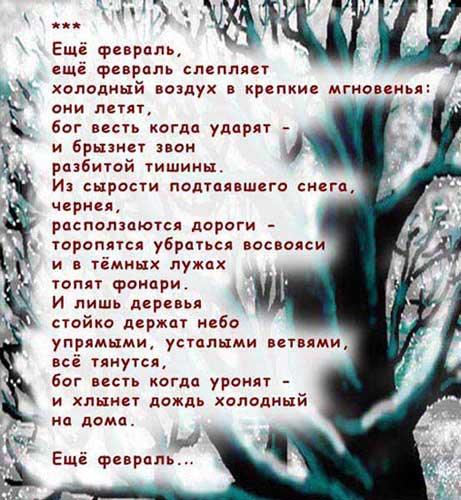 ***
Ещё февраль,
ещё февраль слепляет
холодный воздух в крепкие мгновенья:
они летят,
бог весть когда ударят -
и брызнет звон
разбитой тишины.
Из сырости подтаявшего снега,
чернея,
расползаются дороги -
торопятся убраться восвояси
и в тёмных лужах
топят фонари.
И лишь деревья
стойко держат небо
упрямыми, усталыми ветвями,
всё тянутся,
бог весть когда уронят -
и хлынет дождь холодный
на дома.
Ещё февраль...